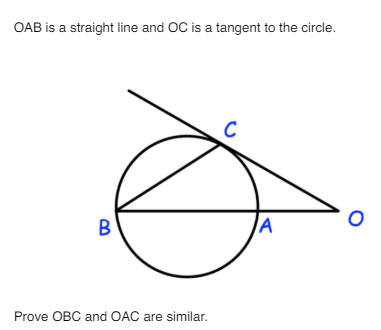 OAB is a straight line and OC is a tangent to the circle.
C
B
A
O
Prove OBC and OAC are similar.